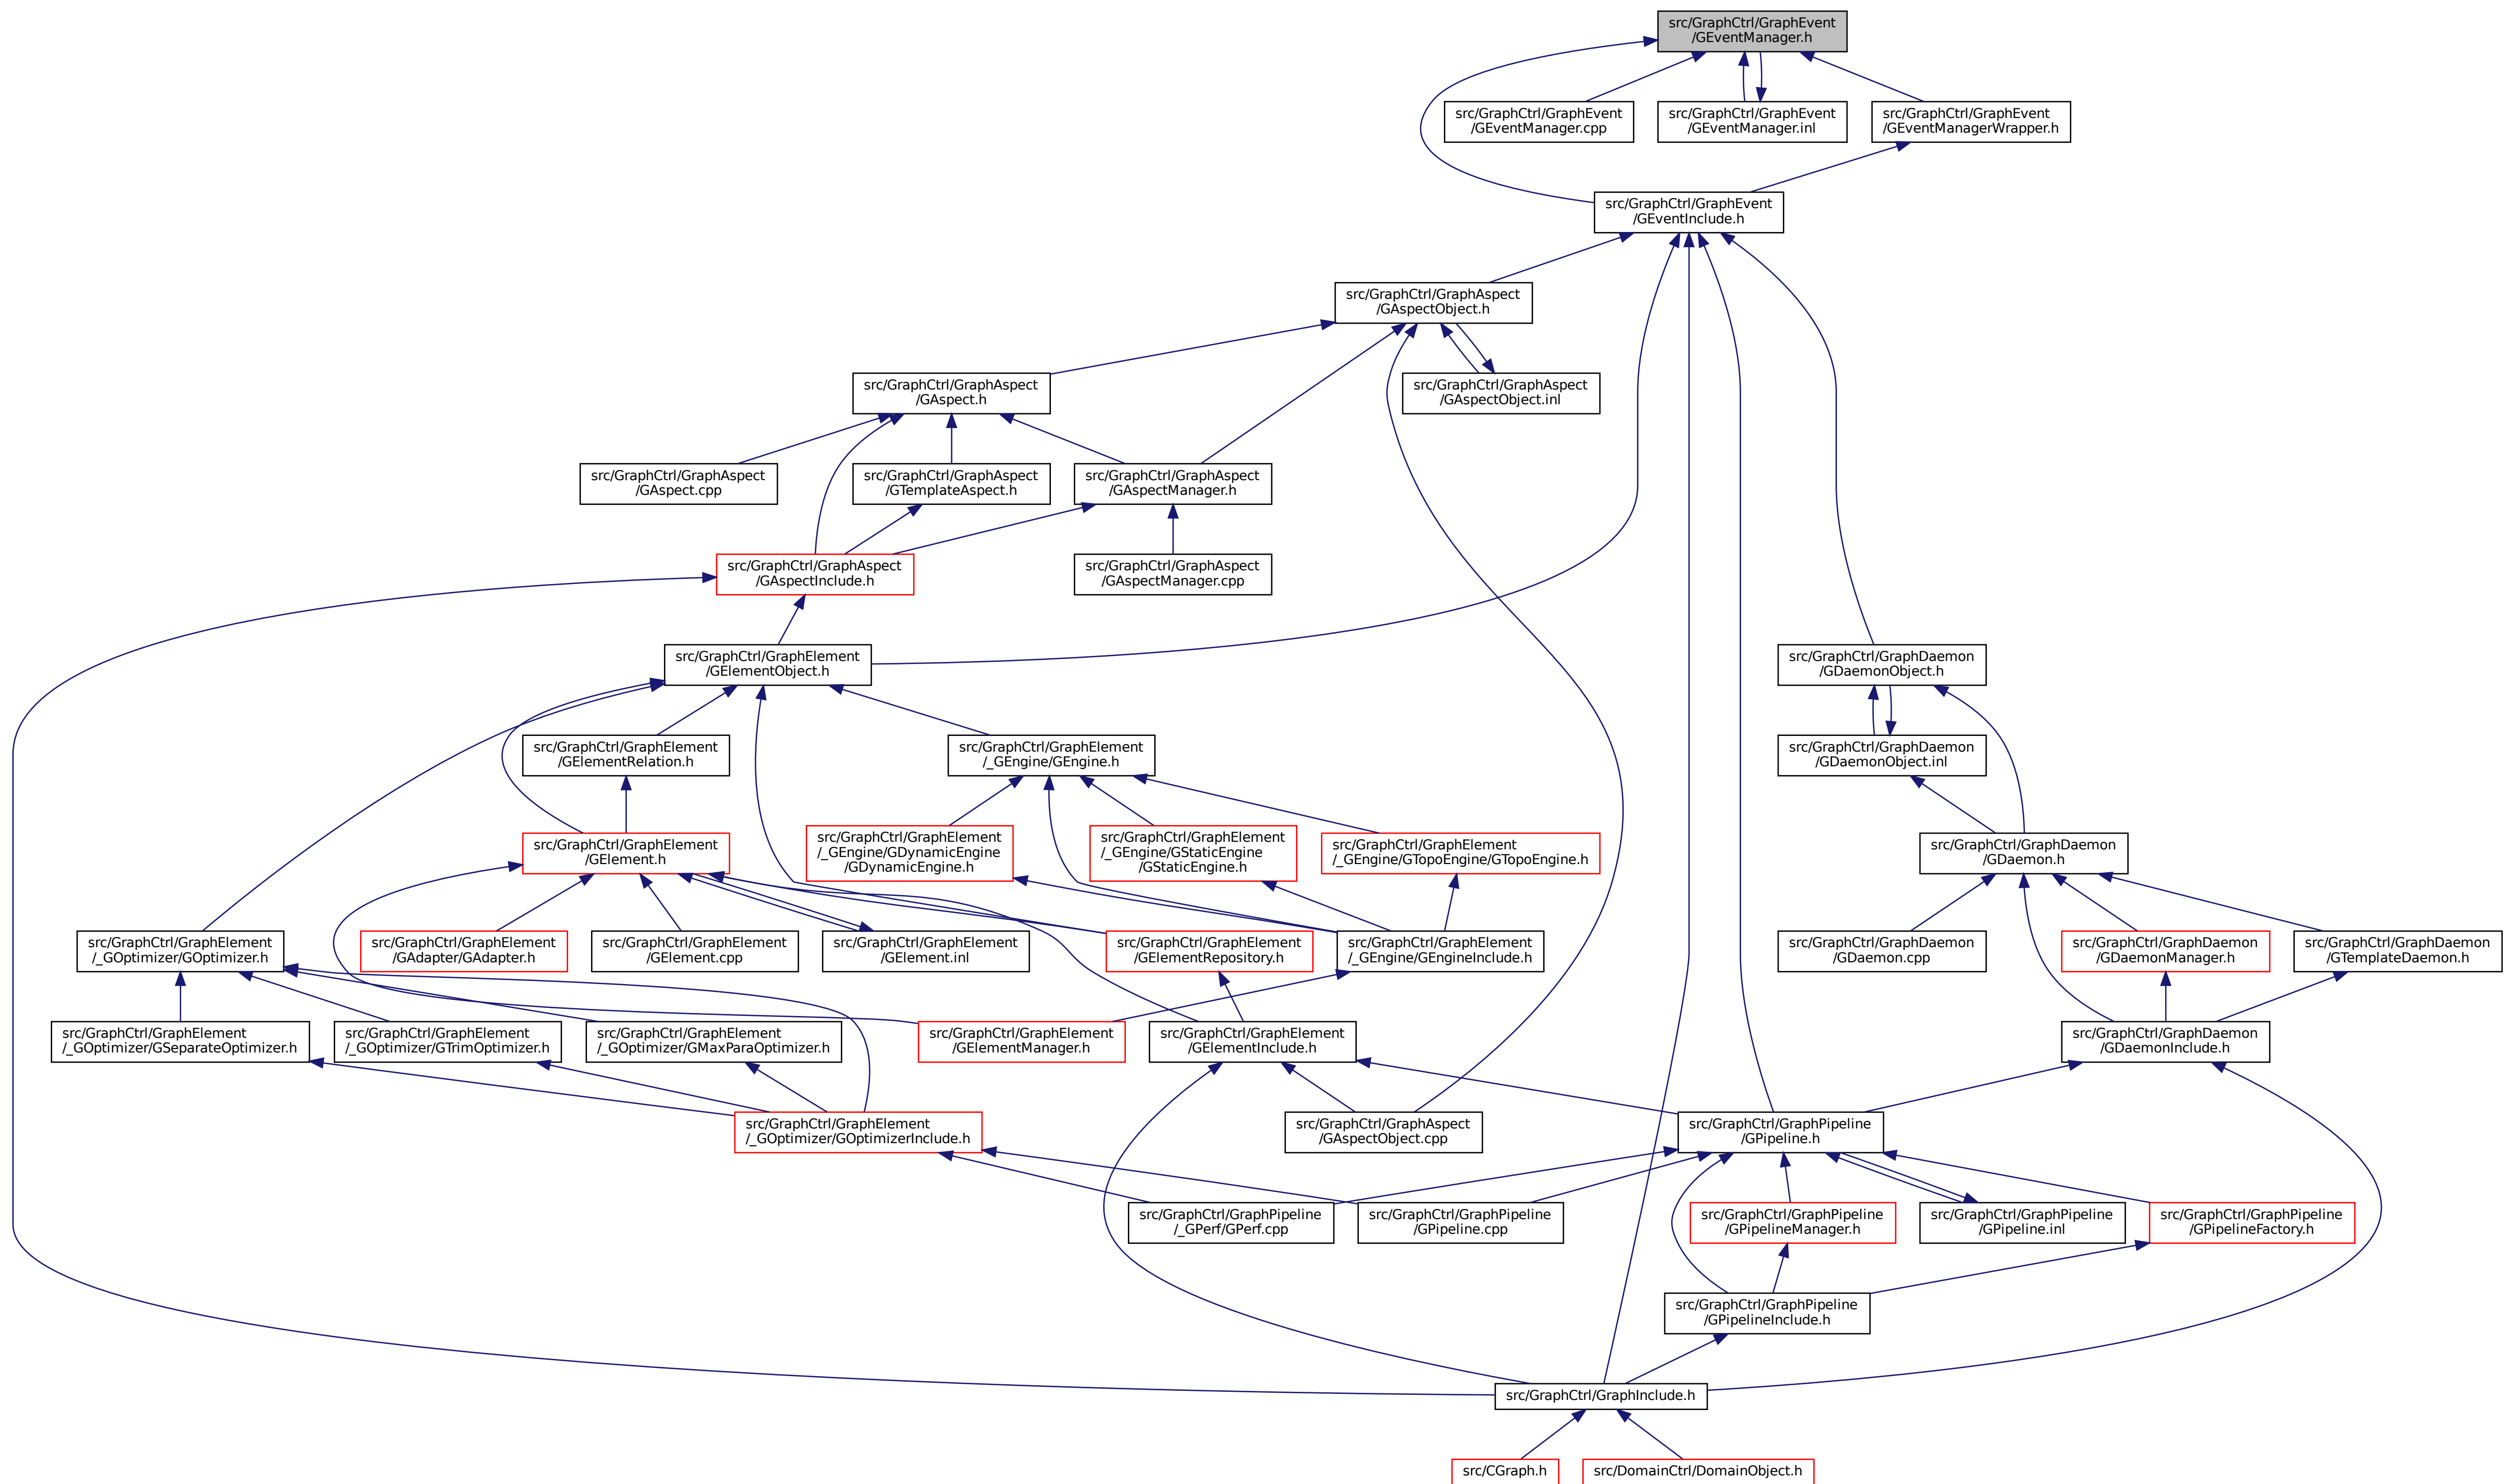 src/GraphCtrl/GraphEvent
/GEventManager.h
src/GraphCtrl/GraphEvent
/GEventManager.cpp
src/GraphCtrl/GraphEvent
/GEventManager.inl
src/GraphCtrl/GraphEvent
/GEventManagerWrapper.h
src/GraphCtrl/GraphEvent
/GEventInclude.h
src/GraphCtrl/GraphAspect
/GAspectObject.h
src/GraphCtrl/GraphAspect
/GAspect.h
src/GraphCtrl/GraphAspect
/GAspectObject.inl
src/GraphCtrl/GraphAspect
/GAspect.cpp
src/GraphCtrl/GraphAspect
/GTemplateAspect.h
src/GraphCtrl/GraphAspect
/GAspectManager.h
src/GraphCtrl/GraphAspect
/GAspectInclude.h
src/GraphCtrl/GraphAspect
/GAspectManager.cpp
src/GraphCtrl/GraphElement
/GElementObject.h
src/GraphCtrl/GraphDaemon
/GDaemonObject.h
src/GraphCtrl/GraphElement
/GElementRelation.h
src/GraphCtrl/GraphElement
/_GEngine/GEngine.h
src/GraphCtrl/GraphDaemon
/GDaemonObject.inl
src/GraphCtrl/GraphElement
/GElement.h
src/GraphCtrl/GraphElement
/_GEngine/GDynamicEngine
/GDynamicEngine.h
src/GraphCtrl/GraphElement
/_GEngine/GStaticEngine
/GStaticEngine.h
src/GraphCtrl/GraphElement
/_GEngine/GTopoEngine/GTopoEngine.h
src/GraphCtrl/GraphDaemon
/GDaemon.h
src/GraphCtrl/GraphElement
/_GOptimizer/GOptimizer.h
src/GraphCtrl/GraphElement
/GAdapter/GAdapter.h
src/GraphCtrl/GraphElement
/GElement.cpp
src/GraphCtrl/GraphElement
/GElement.inl
src/GraphCtrl/GraphElement
/GElementRepository.h
src/GraphCtrl/GraphElement
/_GEngine/GEngineInclude.h
src/GraphCtrl/GraphDaemon
/GDaemon.cpp
src/GraphCtrl/GraphDaemon
/GDaemonManager.h
src/GraphCtrl/GraphDaemon
/GTemplateDaemon.h
src/GraphCtrl/GraphElement
/_GOptimizer/GSeparateOptimizer.h
src/GraphCtrl/GraphElement
/_GOptimizer/GTrimOptimizer.h
src/GraphCtrl/GraphElement
/_GOptimizer/GMaxParaOptimizer.h
src/GraphCtrl/GraphElement
/GElementManager.h
src/GraphCtrl/GraphElement
/GElementInclude.h
src/GraphCtrl/GraphDaemon
/GDaemonInclude.h
src/GraphCtrl/GraphElement
/_GOptimizer/GOptimizerInclude.h
src/GraphCtrl/GraphAspect
/GAspectObject.cpp
src/GraphCtrl/GraphPipeline
/GPipeline.h
src/GraphCtrl/GraphPipeline
/_GPerf/GPerf.cpp
src/GraphCtrl/GraphPipeline
/GPipeline.cpp
src/GraphCtrl/GraphPipeline
/GPipelineManager.h
src/GraphCtrl/GraphPipeline
/GPipeline.inl
src/GraphCtrl/GraphPipeline
/GPipelineFactory.h
src/GraphCtrl/GraphPipeline
/GPipelineInclude.h
src/GraphCtrl/GraphInclude.h
src/CGraph.h
src/DomainCtrl/DomainObject.h